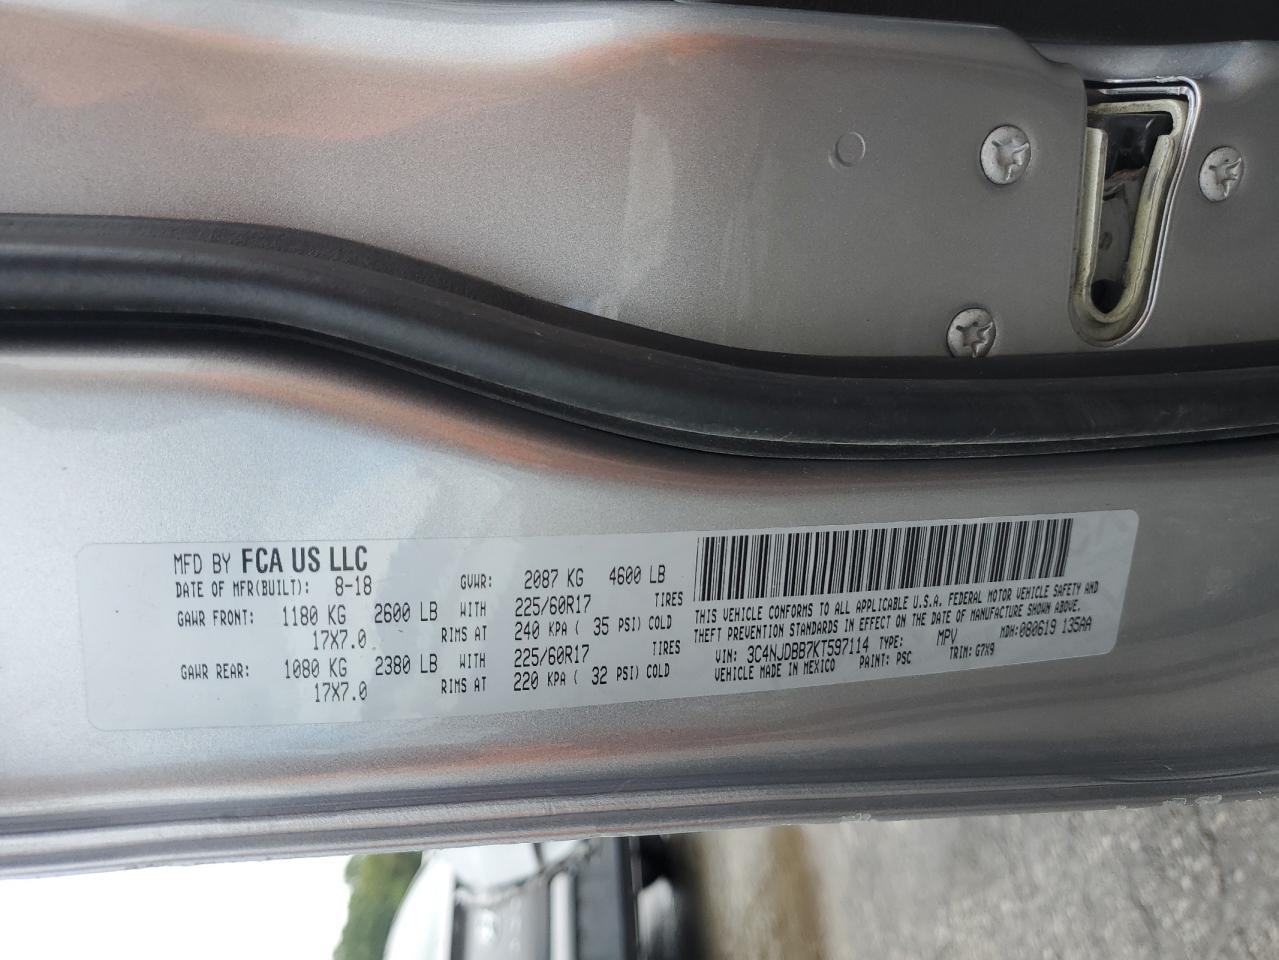 MFD BY FCA US LLC
DATE OF MFR(BUILT): 8-18 GVWR: 2087 KG 4600 LB
GAWR FRONT: 1180 KG 2600 LB WITH 225/60R17 TIRES
17X7.0 RIMS AT 240 KPA ( 35 PSI) COLD
GAWR REAR: 1080 KG 2380 LB WITH 225/60R17 TIRES
17X7.0 RIMS AT 220 KPA ( 32 PSI) COLD
THIS VEHICLE CONFORMS TO ALL APPLICABLE U.S.A. FEDERAL MOTOR VEHICLE SAFETY AND
THEFT PREVENTION STANDARDS IN EFFECT ON THE DATE OF MANUFACTURE SHOWN ABOVE.
VIN: 3C4NJDBB7KT597114 TYPE: MPV MDH:080619 135AA
VEHICLE MADE IN MEXICO PAINT: PSC TRIM: G7X9